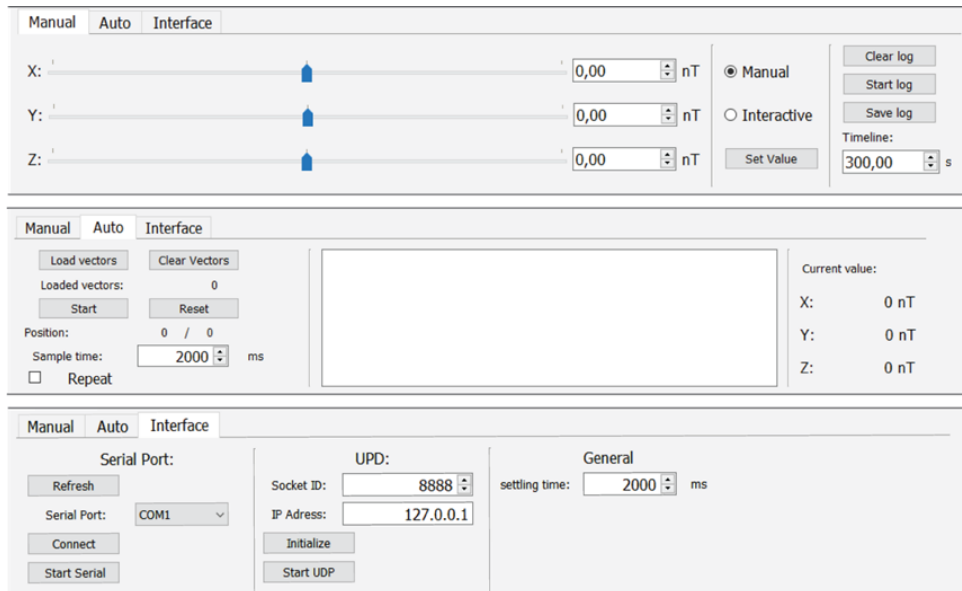 Manual Auto Interface
X: 0,00 nT
Y: 0,00 nT
Z: 0,00 nT
Manual
Interactive
Set Value
Clear log
Start log
Save log
Timeline:
300,00 s
Manual Auto Interface
Load vectors Clear Vectors
Loaded vectors: 0
Start Reset
Position: 0 / 0
Sample time: 2000 ms
Repeat
Current value:
X: 0 nT
Y: 0 nT
Z: 0 nT
Manual Auto Interface
Serial Port:
Refresh
Serial Port: COM1
Connect
Start Serial
UPD:
Socket ID: 8888
IP Adress: 127.0.0.1
Initialize
Start UDP
General
settling time: 2000 ms